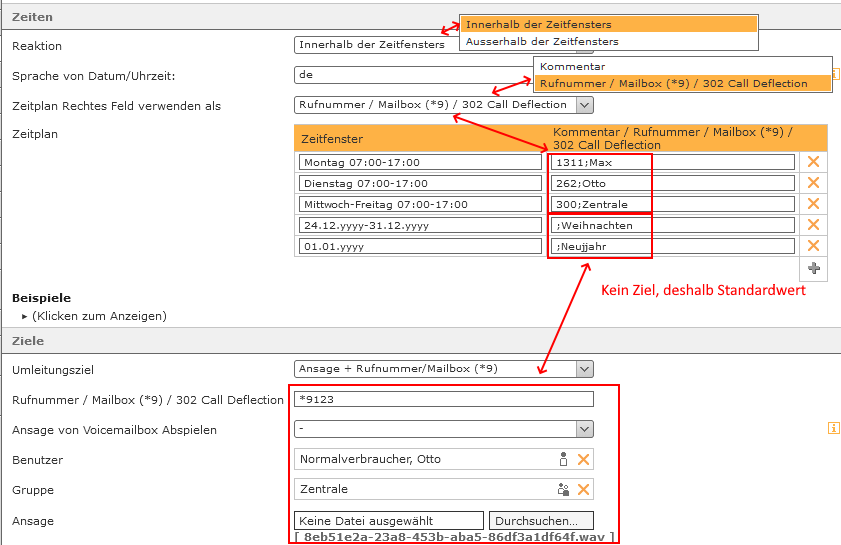 Zeiten
Reaktion
Innerhalb der Zeitfensters
Innerhalb der Zeitfensters
Ausserhalb der Zeitfensters
Sprache von Datum/Uhrzeit:
de
Kommentar
Rufnummer / Mailbox (*9) / 302 Call Deflection
Zeitplan Rechtes Feld verwenden als
Rufnummer / Mailbox (*9) / 302 Call Deflection
Zeitplan
Zeitfenster
Kommentar / Rufnummer / Mailbox (*9) /
302 Call Deflection
Montag 07:00-17:00
1311;Max
Dienstag 07:00-17:00
262;Otto
Mittwoch-Freitag 07:00-17:00
300;Zentrale
24.12.yyyy-31.12.yyyy
;Weihnachten
01.01.yyyy
;Neujjahr
Kein Ziel, deshalb Standardwert
Beispiele
▸ (Klicken zum Anzeigen)
Ziele
Umleitungsziel
Ansage + Rufnummer/Mailbox (*9)
Rufnummer / Mailbox (*9) / 302 Call Deflection
*9123
Ansage von Voicemailbox Abspielen
-
Benutzer
Normalverbraucher, Otto
Gruppe
Zentrale
Ansage
Keine Datei ausgewählt
Durchsuchen...
[ 8eb51e2a-23a8-453b-aba5-86df3a1df64f.wav ]